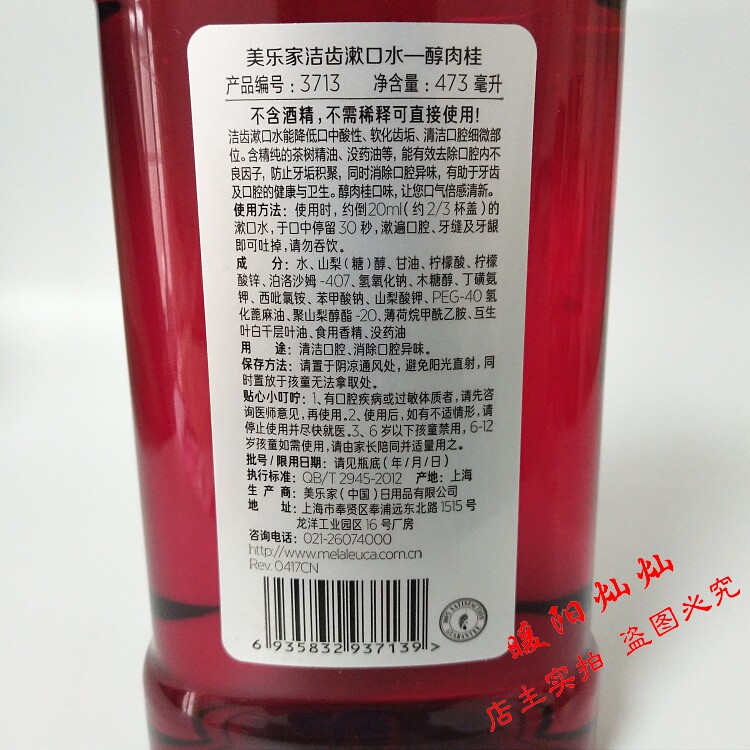 美乐家洁齿漱口水—醇肉桂
产品编号：3713 净含量：473 毫升
不含酒精，不需稀释可直接使用！
洁齿漱口水能降低口中酸性、软化齿垢、清洁口腔细微部
位。含精纯的茶树精油、没药油等，能有效去除口腔内不
良因子，防止牙垢积聚，同时消除口腔异味，有助于牙齿
及口腔的健康与卫生。醇肉桂口味，让您口气倍感清新。
使用方法：使用时，约倒20ml（约 2/3 杯盖）的
漱口水，于口中停留 30 秒，漱遍口腔、牙缝及牙龈
即可吐掉，请勿吞饮。
成 分：水、山梨（糖）醇、甘油、柠檬酸、柠檬
酸锌、泊洛沙姆-407、氢氧化钠、木糖醇、丁磺氨
钾、西吡氯铵、苯甲酸钠、山梨酸钾、PEG-40 氢
化蓖麻油、聚山梨醇酯-20、薄荷烷甲酰乙胺、互生
叶白千层叶油、食用香精、没药油
用 途：清洁口腔、消除口腔异味。
保存方法：请置于阴凉通风处，避免阳光直射，同
时置放于孩童无法拿取处。
贴心小叮咛：1、有口腔疾病或过敏体质者，请先咨
询医师意见，再使用。2、使用后，如有不适情形，请
停止使用并尽快就医。3、6 岁以下孩童禁用，6-12
岁孩童如需使用，请由家长陪同并适量用之。
批号/限用日期：请见瓶底（年/月/日）
执行标准：QB/T 2945-2012 产地：上海
生 产 商：美乐家（中国）日用品有限公司
地 址：上海市奉贤区奉浦远东北路 1515 号
龙洋工业园区 16 号厂房
咨询电话：021-26074000
http://www.melaleuca.com.cn
Rev. 0417CN
100% SATISFACTION
GUARANTEE
6 935832 937139 >
暖阳灿灿
店主实拍 盗图必究